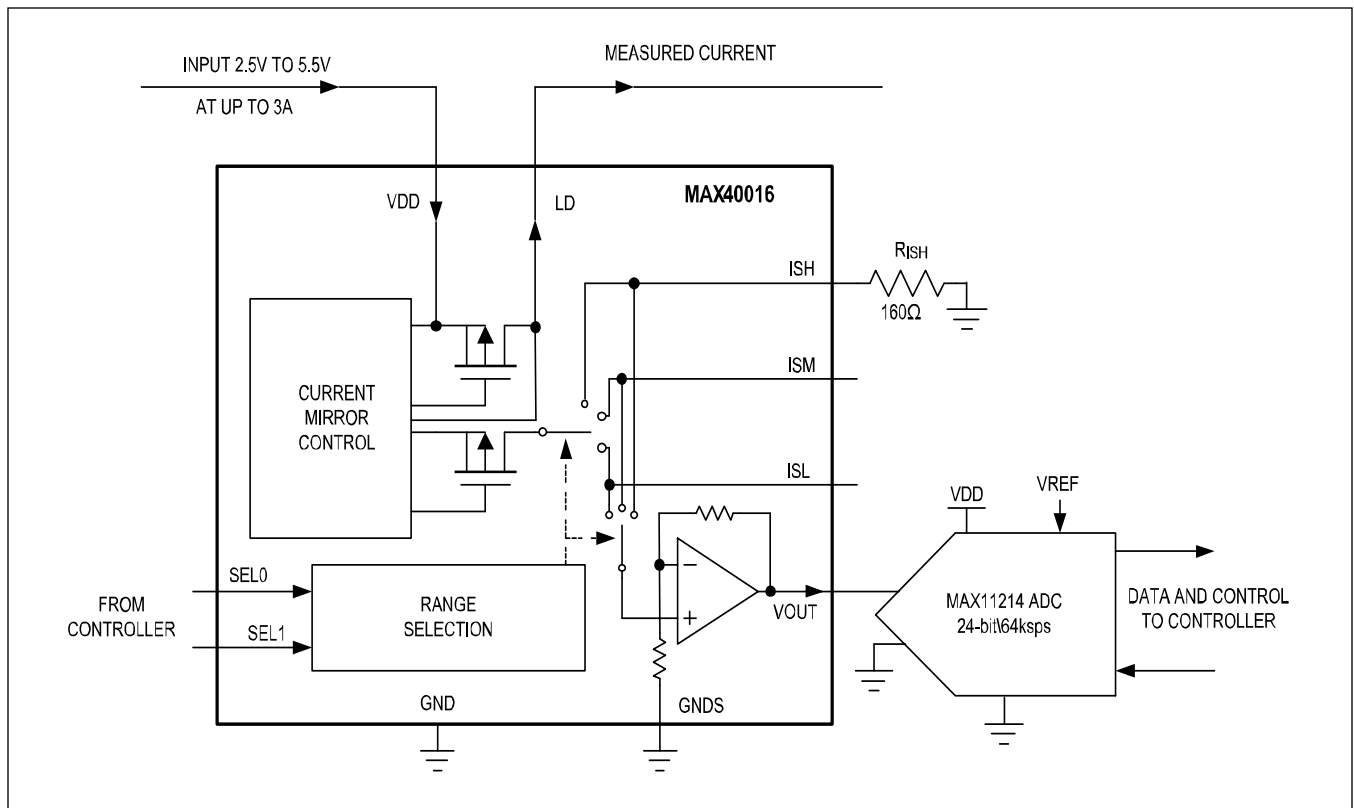 INPUT 2.5V TO 5.5V
AT UP TO 3A
MEASURED CURRENT
MAX40016
VDD
LD
ISH
RISH
160Ω
ISM
CURRENT
MIRROR
CONTROL
ISL
VDD
VREF
SEL0
FROM
CONTROLLER
SEL1
RANGE
SELECTION
−
+
VOUT
MAX11214 ADC
24-bit\64ksps
DATA AND CONTROL
TO CONTROLLER
GND
GNDS